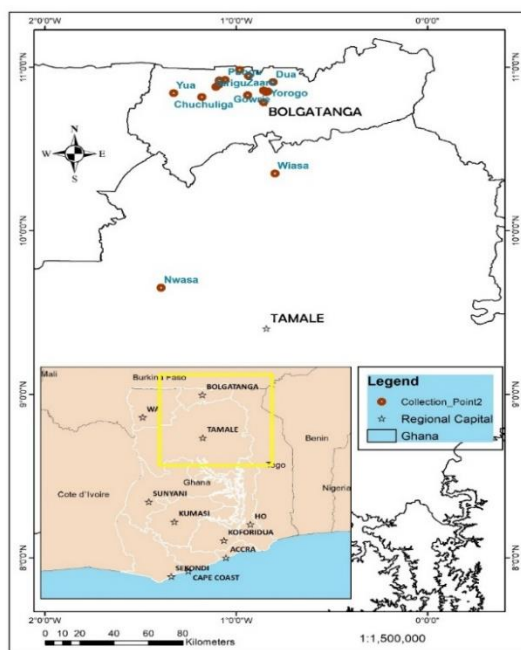 2°0'0"W 1°0'0"W 0°0'0"
11°0'0"N 11°0'0"N
Dua
Yua
Yorogo
Chuchuliga
BOLGATANGA
N
W E
S
Wiasa
10°0'0"N 10°0'0"N
Nwasa
TAMALE
9°0'0"N 9°0'0"N
Mali
Burkina Faso
BOLGATANGA
WA
TAMALE
Benin
Togo
Ghana
Nigeria
Cote d'Ivoire
SUNYANI
KUMASI
HO
KOFORIDUA
ACCRA
CAPE COAST
Legend
Collection_Point2
Regional Capital
Ghana
8°0'0"N 8°0'0"N
0 10 20 40 60 80
Kilometers
1:1,500,000
2°0'0"W 1°0'0"W 0°0'0"